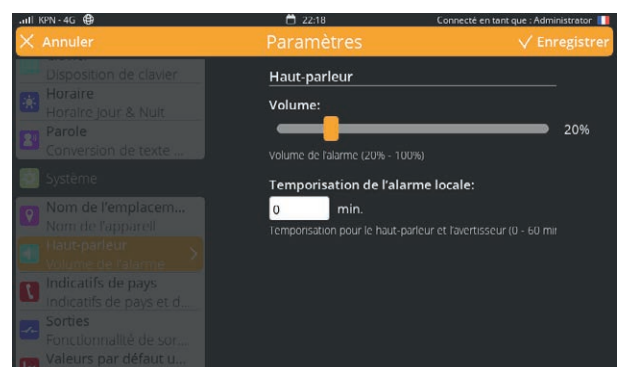 KPN - 4G 22:18 Connecté en tant que : Administrator
Annuler Paramètres Enregistrer
Disposition de clavier
Horaire
Horaire Jour & Nuit
Parole
Conversion de texte ...
Système
Nom de l'emplacem...
Nom de l'appareil
Haut-parleur
Volume de l'alarme
Indicatifs de pays
Indicatifs de pays et d...
Sorties
Fonctionnalité de sor...
Valeurs par défaut u...
Haut-parleur
Volume:
20%
Volume de l'alarme (20% - 100%)
Temporisation de l'alarme locale:
0 min.
Temporisation pour le haut-parleur et l'avertisseur (0 - 60 min